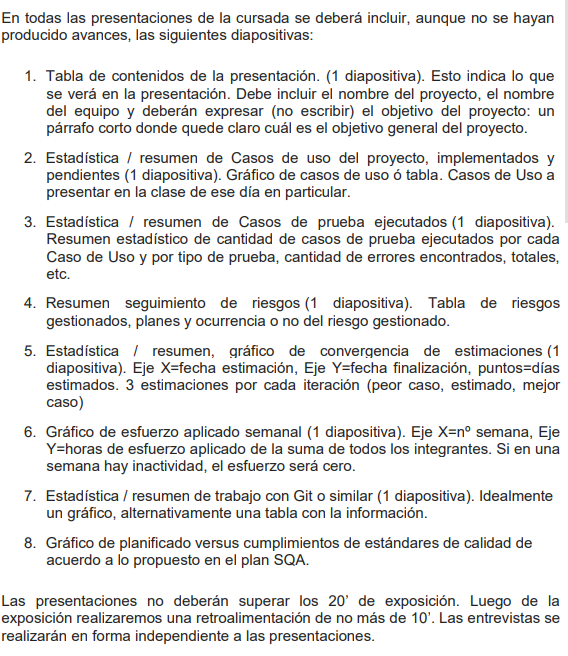 En todas las presentaciones de la cursada se deberá incluir, aunque no se hayan
producido avances, las siguientes diapositivas:
1. Tabla de contenidos de la presentación. (1 diapositiva). Esto indica lo que
se verá en la presentación. Debe incluir el nombre del proyecto, el nombre
del equipo y deberán expresar (no escribir) el objetivo del proyecto: un
párrafo corto donde quede claro cuál es el objetivo general del proyecto.
2. Estadística / resumen de Casos de uso del proyecto, implementados y
pendientes (1 diapositiva). Gráfico de casos de uso ó tabla. Casos de Uso a
presentar en la clase de ese día en particular.
3. Estadística / resumen de Casos de prueba ejecutados (1 diapositiva).
Resumen estadístico de cantidad de casos de prueba ejecutados por cada
Caso de Uso y por tipo de prueba, cantidad de errores encontrados, totales,
etc.
4. Resumen seguimiento de riesgos (1 diapositiva). Tabla de riesgos
gestionados, planes y ocurrencia o no del riesgo gestionado.
5. Estadística / resumen, gráfico de convergencia de estimaciones (1
diapositiva). Eje X=fecha estimación, Eje Y=fecha finalización, puntos=días
estimados. 3 estimaciones por cada iteración (peor caso, estimado, mejor
caso)
6. Gráfico de esfuerzo aplicado semanal (1 diapositiva). Eje X=nº semana, Eje
Y=horas de esfuerzo aplicado de la suma de todos los integrantes. Si en una
semana hay inactividad, el esfuerzo será cero.
7. Estadística / resumen de trabajo con Git o similar (1 diapositiva). Idealmente
un gráfico, alternativamente una tabla con la información.
8. Gráfico de planificado versus cumplimientos de estándares de calidad de
acuerdo a lo propuesto en el plan SQA.
Las presentaciones no deberán superar los 20’ de exposición. Luego de la
exposición realizaremos una retroalimentación de no más de 10’. Las entrevistas se
realizarán en forma independiente a las presentaciones.